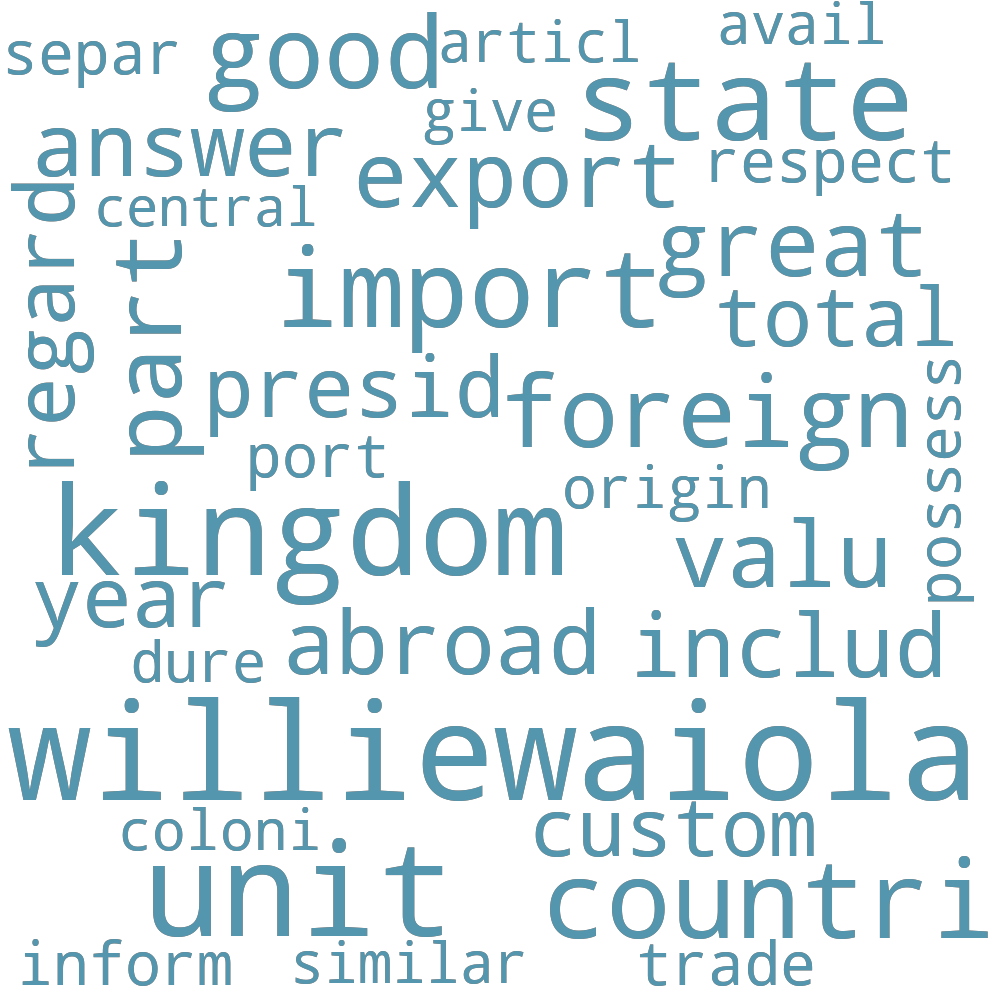 separ
good
articl
avail
state
give
answer
export
respect
central
regard
part
great
import
total
presid
foreign
possess
port
origin
kingdom
valu
year
abroad
includ
dure
williewaiola
coloni
custom
unit
countri
inform
similar
trade